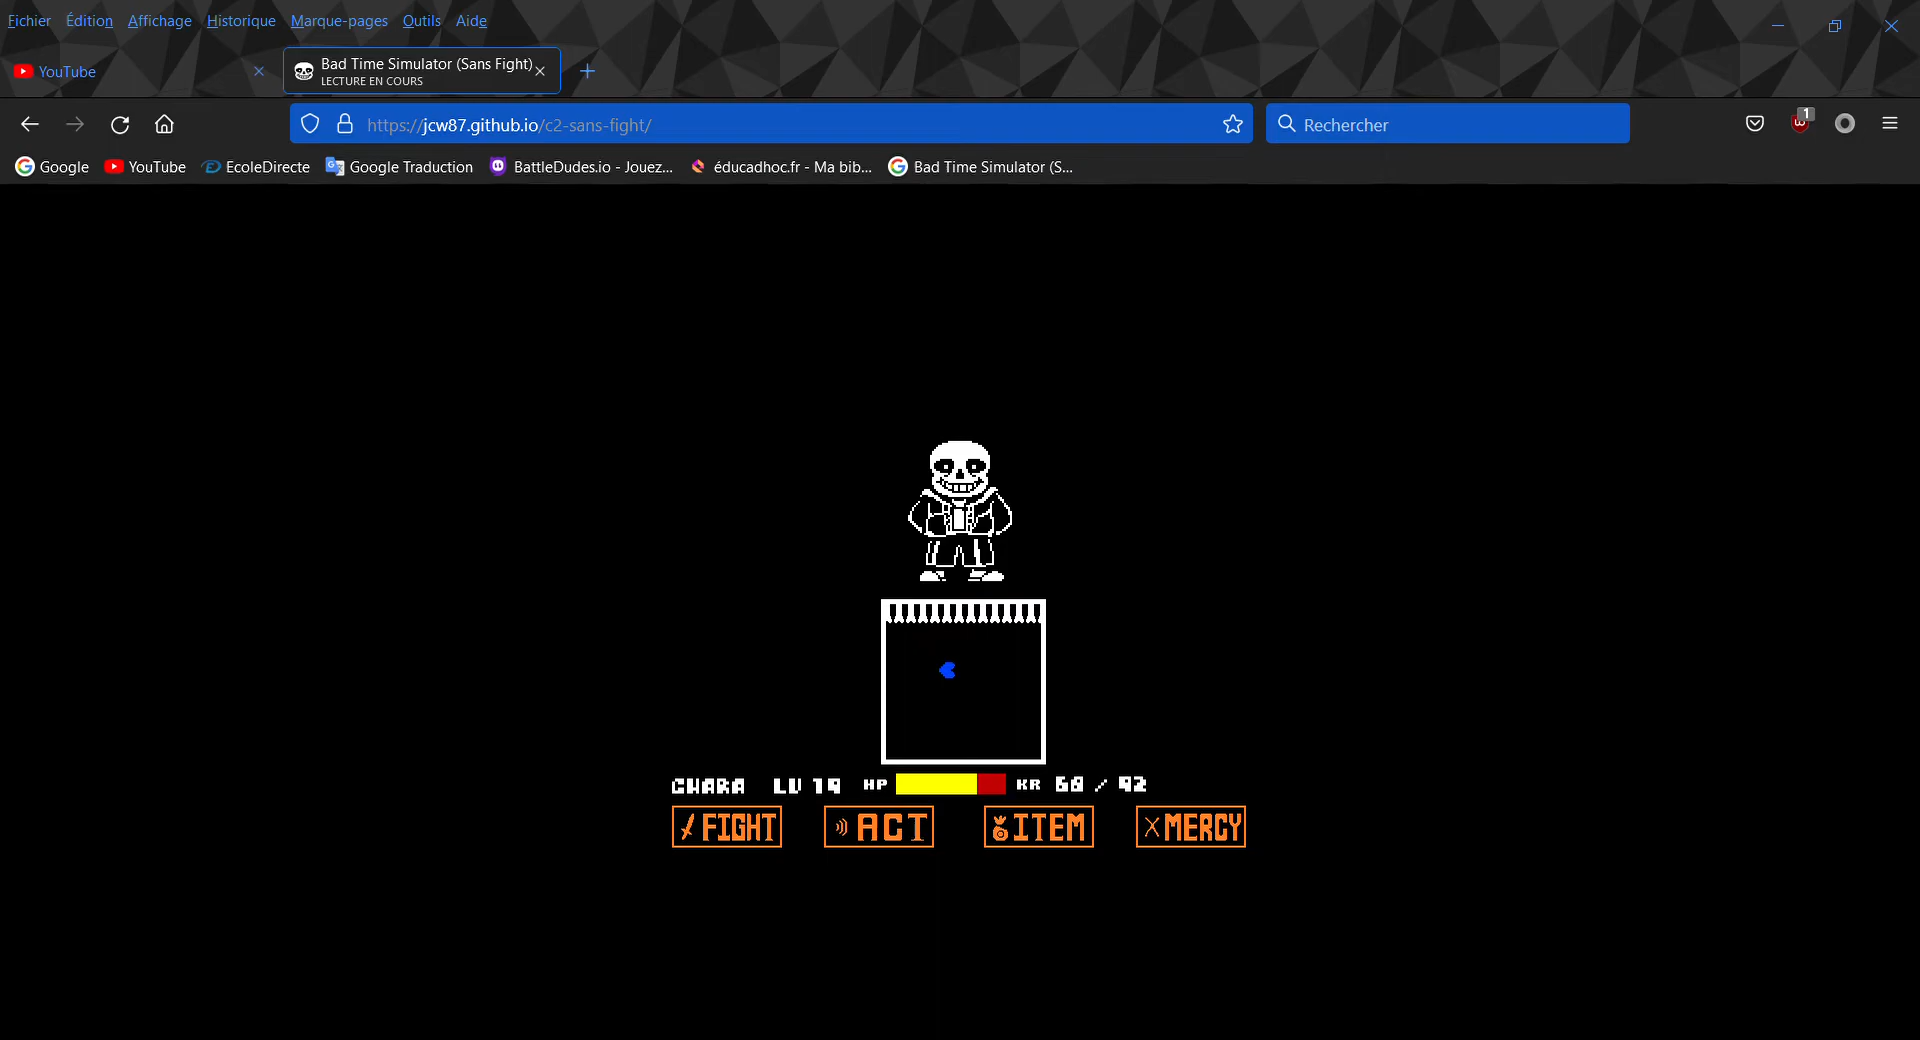 Fichier Édition Affichage Historique Marque-pages Outils Aide
YouTube
Bad Time Simulator (Sans Fight)
LECTURE EN COURS
https://jcw87.github.io/c2-sans-fight/
Rechercher
1
Google YouTube EcoleDirecte Google Traduction BattleDudes.io - Jouez... éducadhoc.fr - Ma bib... Bad Time Simulator (S...
CHARA LV 19 HP KR 68 / 92
FIGHT ACT ITEM MERCY